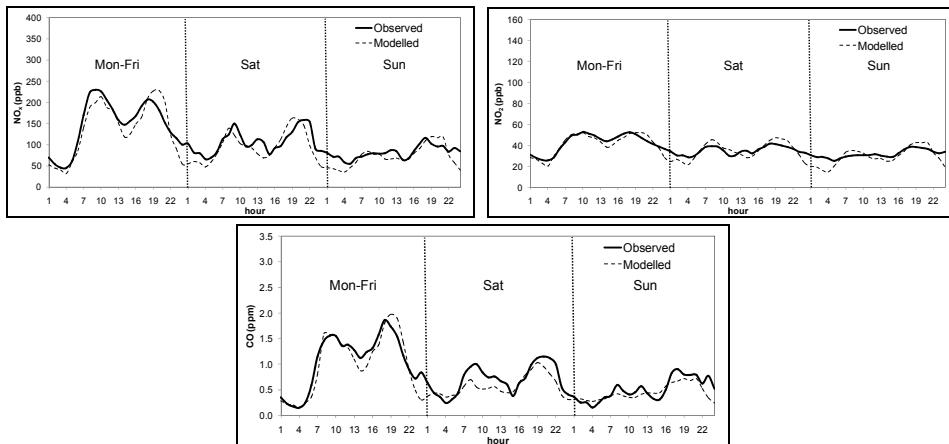 400
350
300
250
200
150
100
50
0
NOx (ppb)
Mon-Fri
Sat
Sun
Observed
Modelled
1 4 7 10 13 16 19 22 1 4 7 10 13 16 19 22 1 4 7 10 13 16 19 22
hour
160
140
120
100
80
60
40
20
0
NO2 (ppb)
Mon-Fri
Sat
Sun
Observed
Modelled
1 4 7 10 13 16 19 22 1 4 7 10 13 16 19 22 1 4 7 10 13 16 19 22
hour
3.5
3.0
2.5
2.0
1.5
1.0
0.5
0.0
CO (ppm)
Mon-Fri
Sat
Sun
Observed
Modelled
1 4 7 10 13 16 19 22 1 4 7 10 13 16 19 22 1 4 7 10 13 16 19 22
hour